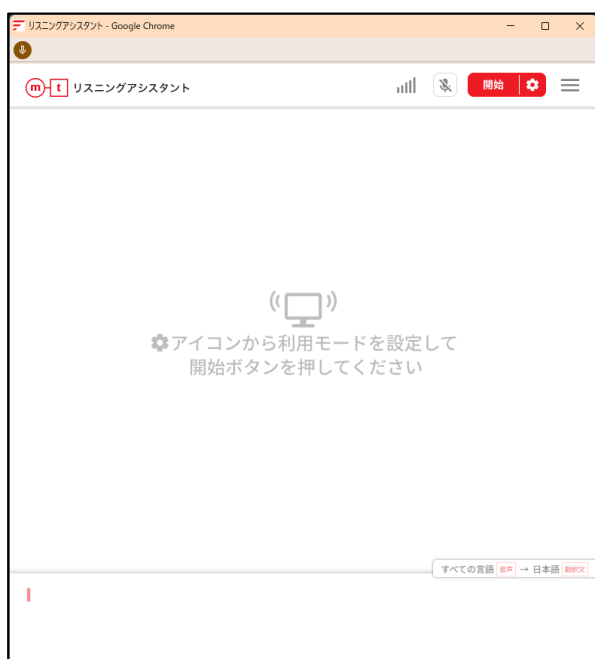 リスニングアシスタント - Google Chrome
m t リスニングアシスタント
開始
アイコンから利用モードを設定して
開始ボタンを押してください
すべての言語 音声 → 日本語 翻訳文